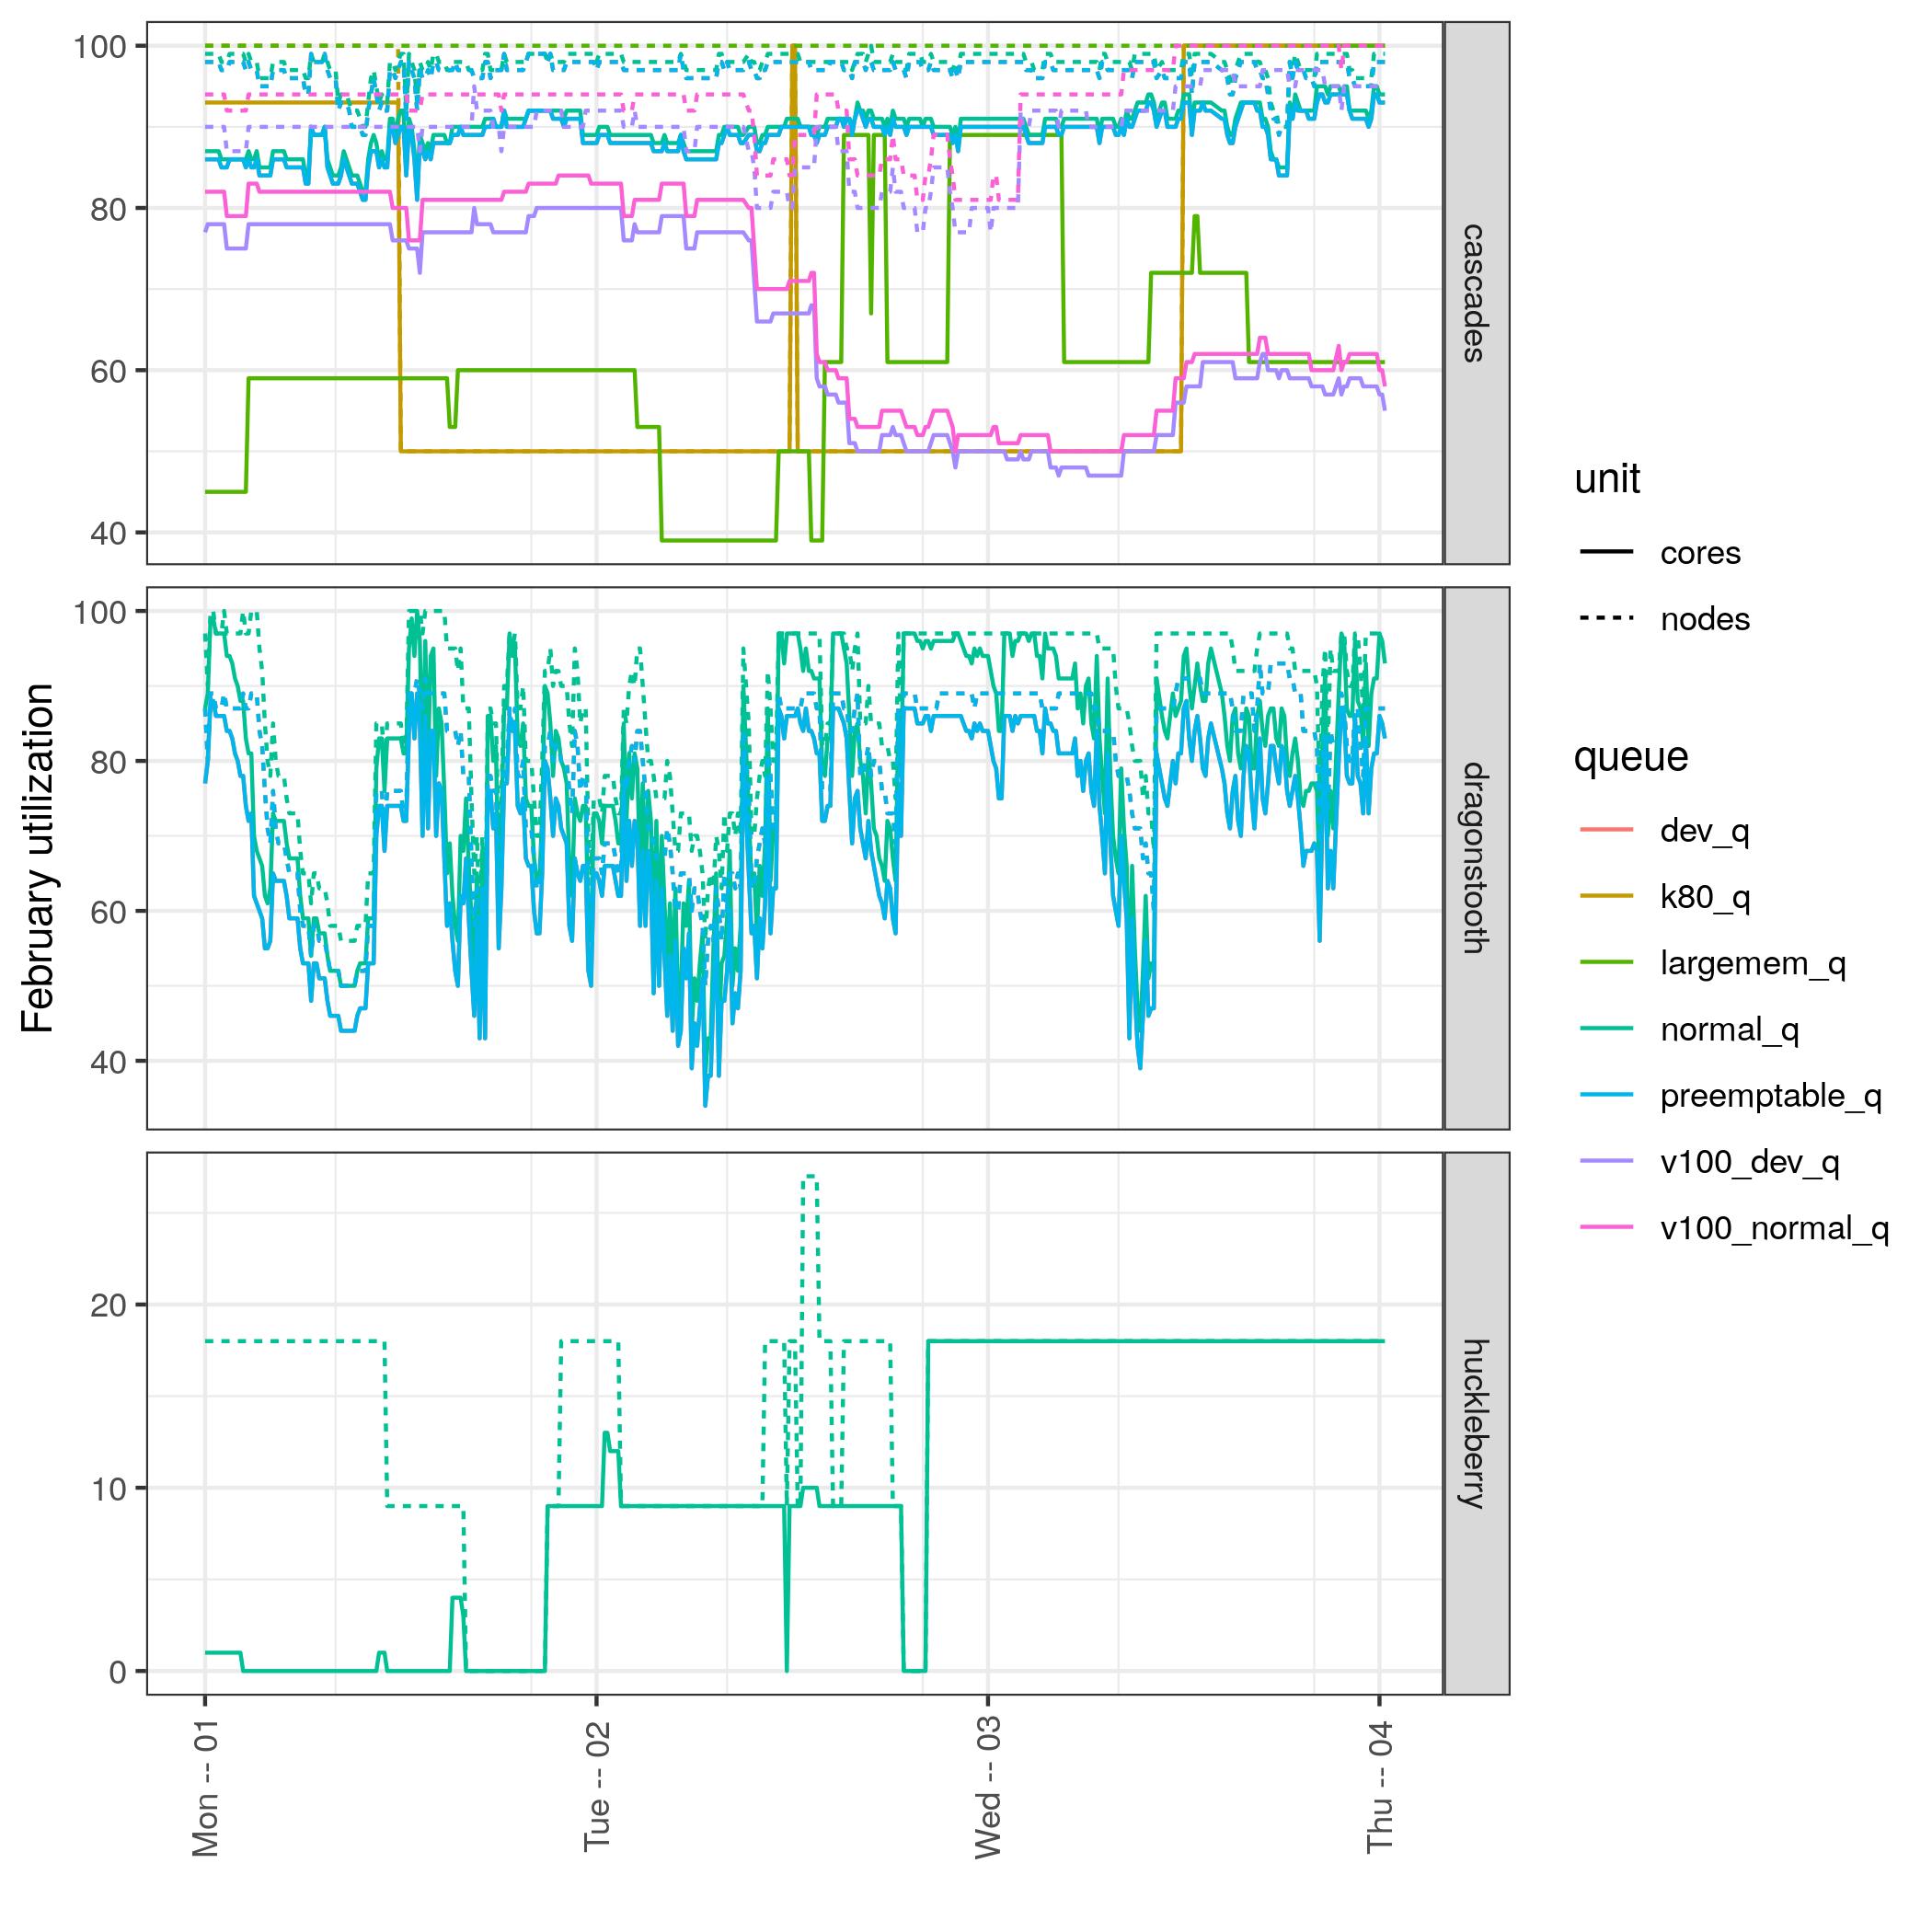 February utilization
100
80
60
40
cascades
100
80
60
40
dragonstooth
20
10
0
huckleberry
Mon -- 01
Tue -- 02
Wed -- 03
Thu -- 04
unit
cores
nodes
queue
dev_q
k80_q
largemem_q
normal_q
preemptable_q
v100_dev_q
v100_normal_q